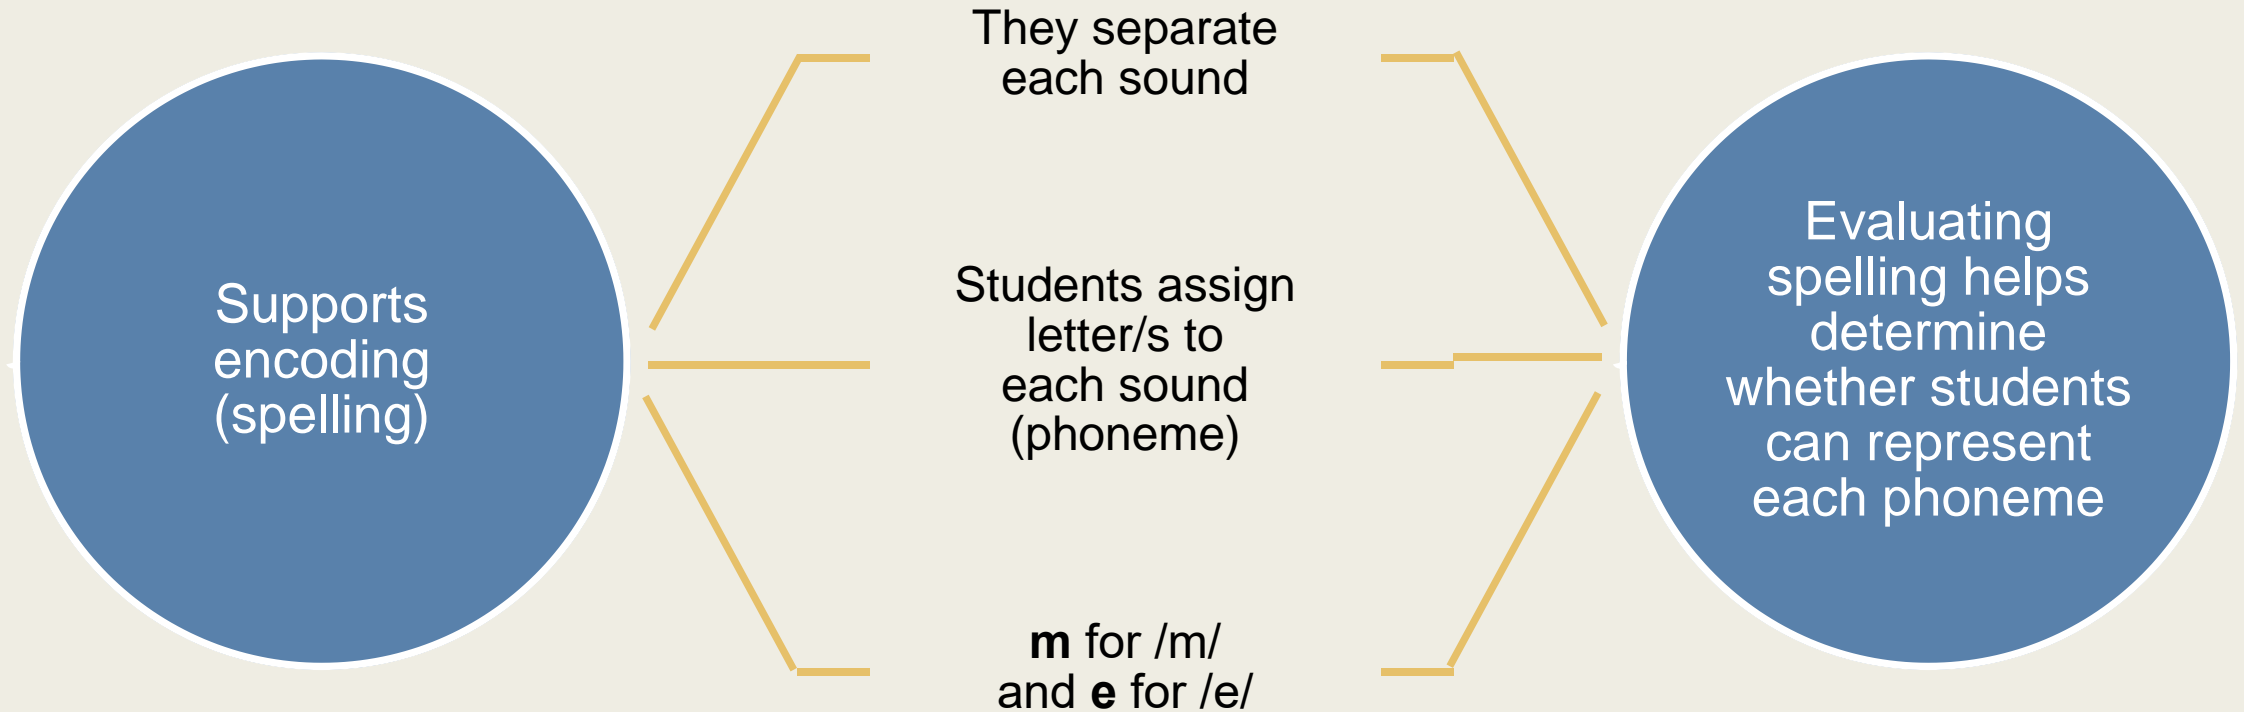 Supports
encoding
(spelling)
They separate
each sound
Students assign
letter/s to
each sound
(phoneme)
m for /m/
and e for /e/
Evaluating
spelling helps
determine
whether students
can represent
each phoneme